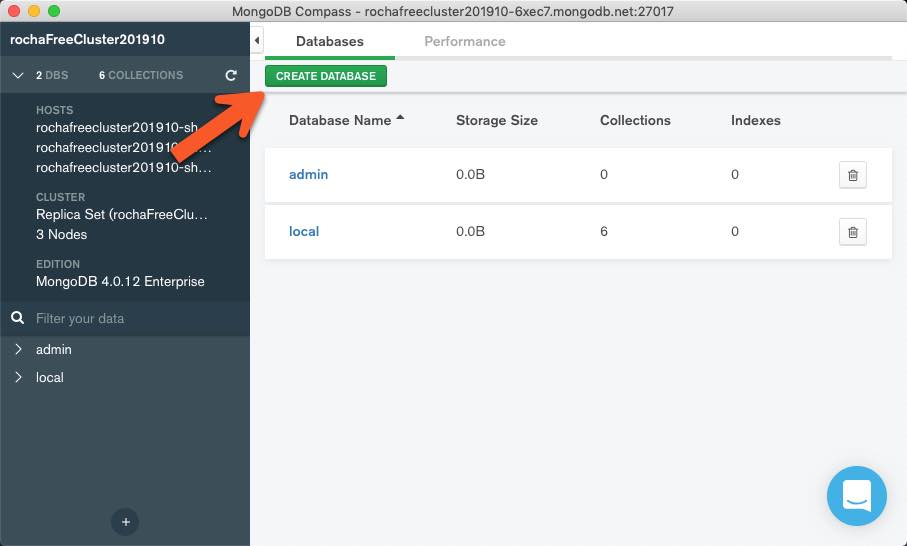 MongoDB Compass - rochafreecluster201910-6xec7.mongodb.net:27017
rochaFreeCluster201910
2 DBS 6 COLLECTIONS
HOSTS
rochafreecluster201910-sh
rochafreecluster201910
rochafreecluster201910-sh...
CLUSTER
Replica Set (rochaFreeClu...
3 Nodes
EDITION
MongoDB 4.0.12 Enterprise
Filter your data
admin
local
Databases Performance
CREATE DATABASE
Database Name Storage Size Collections Indexes
admin 0.0B 0 0
local 0.0B 6 0